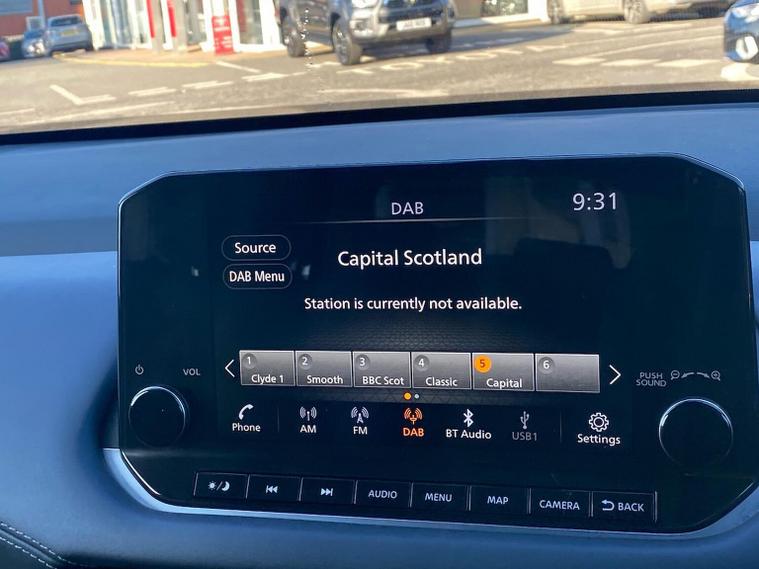 DAB
9:31
Source
Capital Scotland
DAB Menu
Station is currently not available.
1 2 3 4 5 6
Clyde 1 Smooth BBC Scot Classic Capital
VOL
PUSH
SOUND
Phone AM FM DAB BT Audio USB1 Settings
AUDIO MENU MAP CAMERA BACK